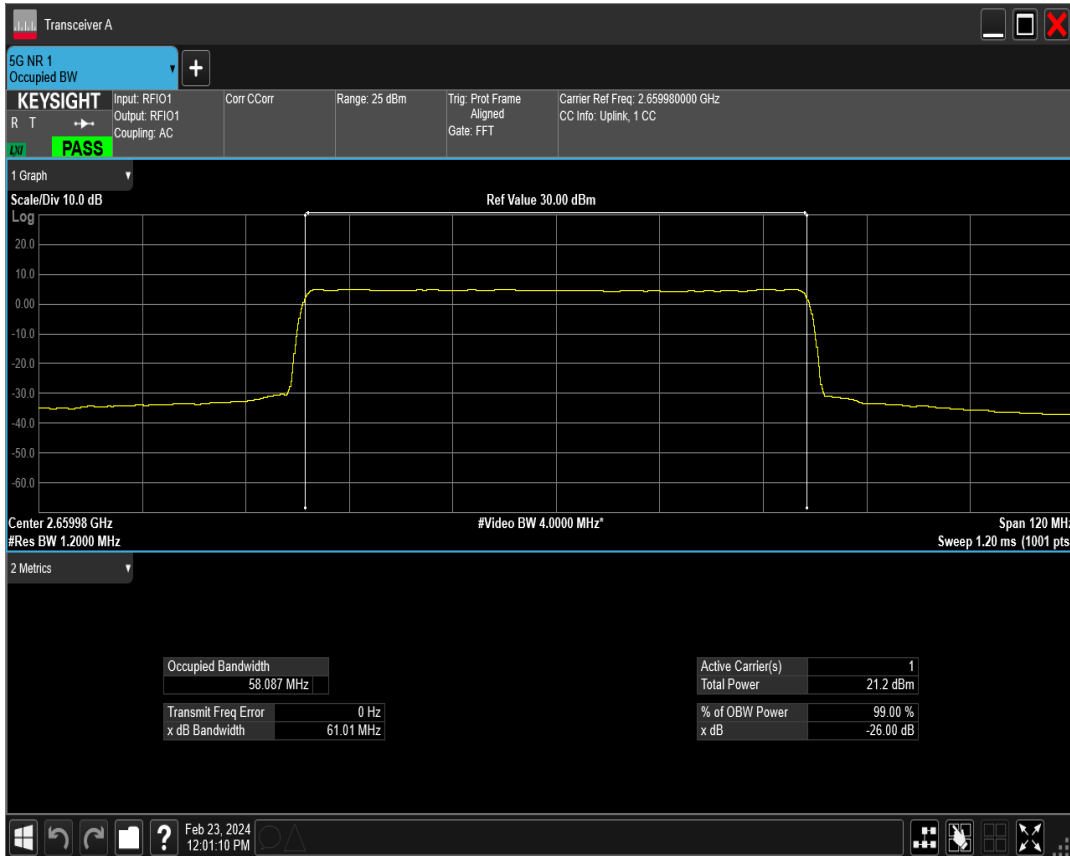 Transceiver A
5G NR 1
Occupied BW
KEYSIGHT
R T
LXI
PASS
Input: RFIO1
Output: RFIO1
Coupling: AC
Corr CCorr
Range: 25 dBm
Trig: Prot Frame
Aligned
Gate: FFT
Carrier Ref Freq: 2.659980000 GHz
CC Info: Uplink, 1 CC
1 Graph
Scale/Div 10.0 dB
Ref Value 30.00 dBm
Log
20.0
10.0
0.00
-10.0
-20.0
-30.0
-40.0
-50.0
-60.0
Center 2.65998 GHz
#Video BW 4.0000 MHz*
Span 120 MHz
#Res BW 1.2000 MHz
Sweep 1.20 ms (1001 pts
2 Metrics
Occupied Bandwidth
58.087 MHz
Transmit Freq Error 0 Hz
x dB Bandwidth 61.01 MHz
Active Carrier(s) 1
Total Power 21.2 dBm
% of OBW Power 99.00 %
x dB -26.00 dB
?
Feb 23, 2024
12:01:10 PM